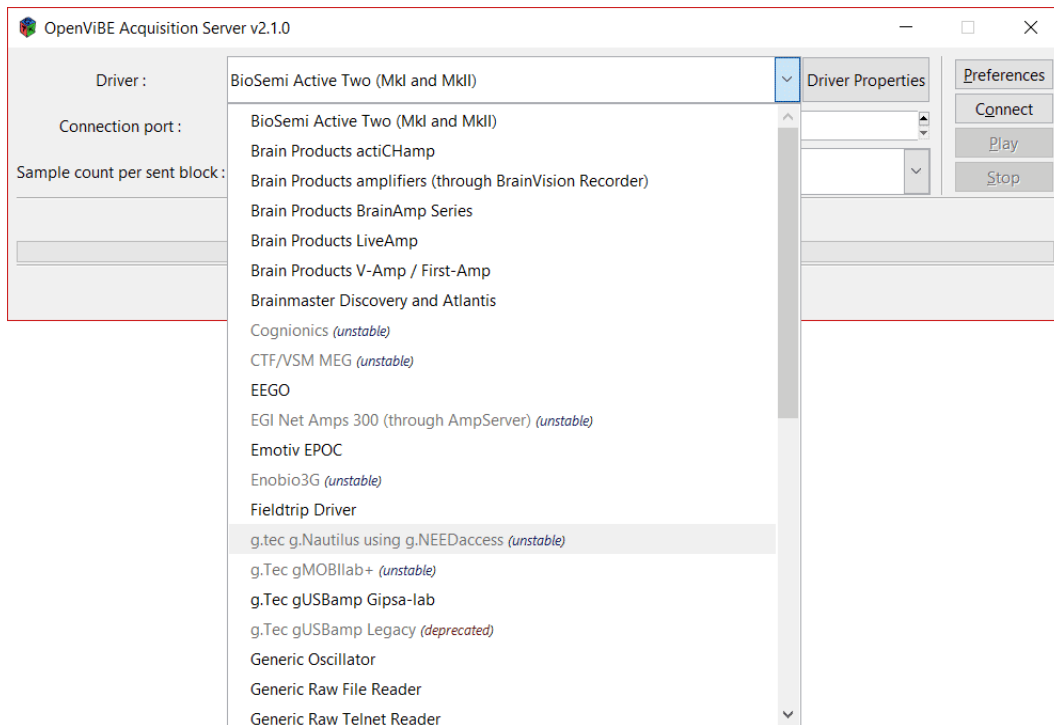 OpenViBE Acquisition Server v2.1.0
Driver :
BioSemi Active Two (MkI and MkII)
Driver Properties
Preferences
Connection port :
Connect
Sample count per sent block :
Play
Stop
BioSemi Active Two (MkI and MkII)
Brain Products actiCHamp
Brain Products amplifiers (through BrainVision Recorder)
Brain Products BrainAmp Series
Brain Products LiveAmp
Brain Products V-Amp / First-Amp
Brainmaster Discovery and Atlantis
Cognionics (unstable)
CTF/VSM MEG (unstable)
EEGO
EGI Net Amps 300 (through AmpServer) (unstable)
Emotiv EPOC
Enobio3G (unstable)
Fieldtrip Driver
g.tec g.Nautilus using g.NEEDaccess (unstable)
g.Tec gMOBIlab+ (unstable)
g.Tec gUSBamp Gipsa-lab
g.Tec gUSBamp Legacy (deprecated)
Generic Oscillator
Generic Raw File Reader
Generic Raw Telnet Reader